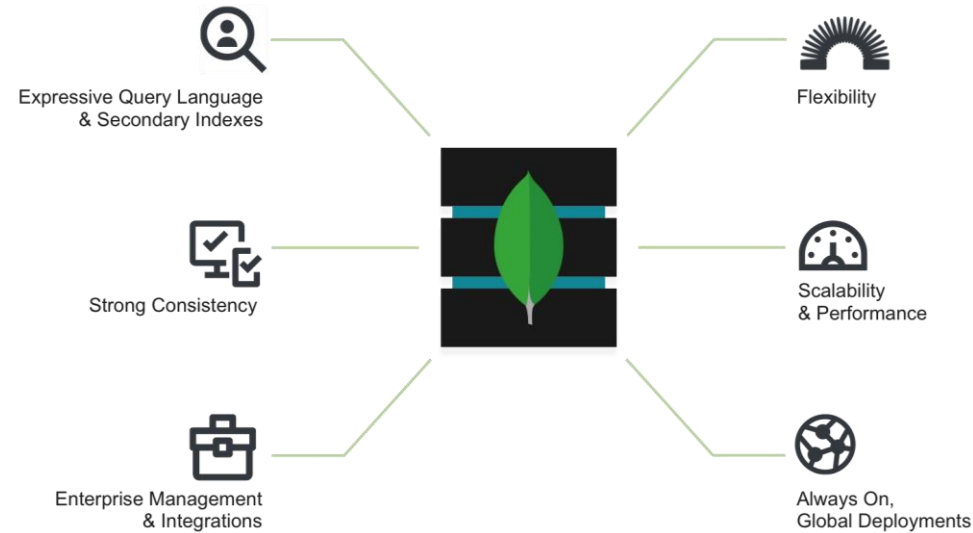 Expressive Query Language
& Secondary Indexes
Flexibility
Strong Consistency
Scalability
& Performance
Enterprise Management
& Integrations
Always On,
Global Deployments